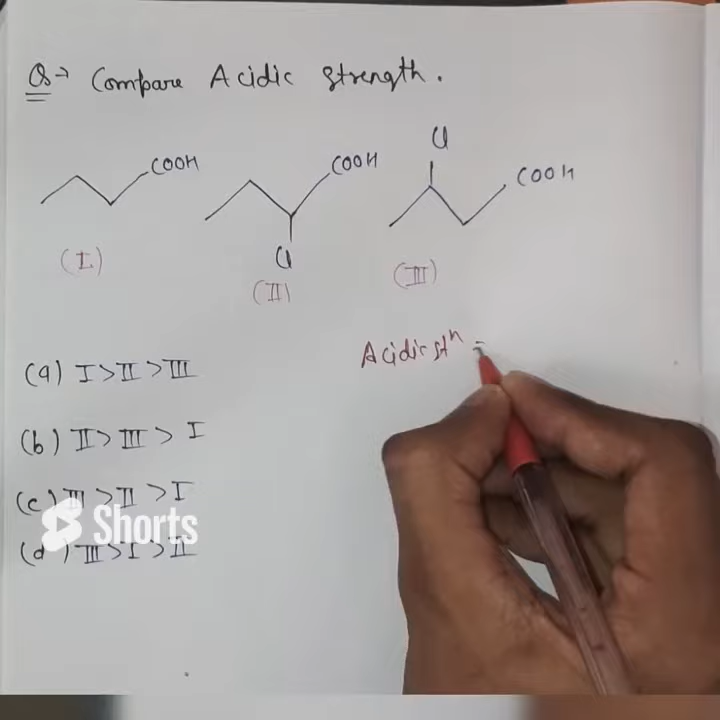 Q→ Compare Acidic strength.
COOH COOH Cl COOH
Cl
(I) (II) (III)
Acidic stⁿ =
(a) I > II > III
(b) II > III > I
(c) III > II > I
Shorts
(d) III > I > II